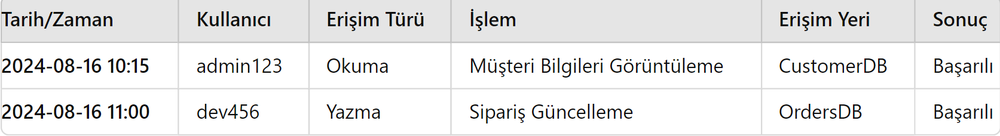 Tarih/Zaman Kullanıcı Erişim Türü İşlem Erişim Yeri Sonuç
2024-08-16 10:15 admin123 Okuma Müşteri Bilgileri Görüntüleme CustomerDB Başarılı
2024-08-16 11:00 dev456 Yazma Sipariş Güncelleme OrdersDB Başarılı